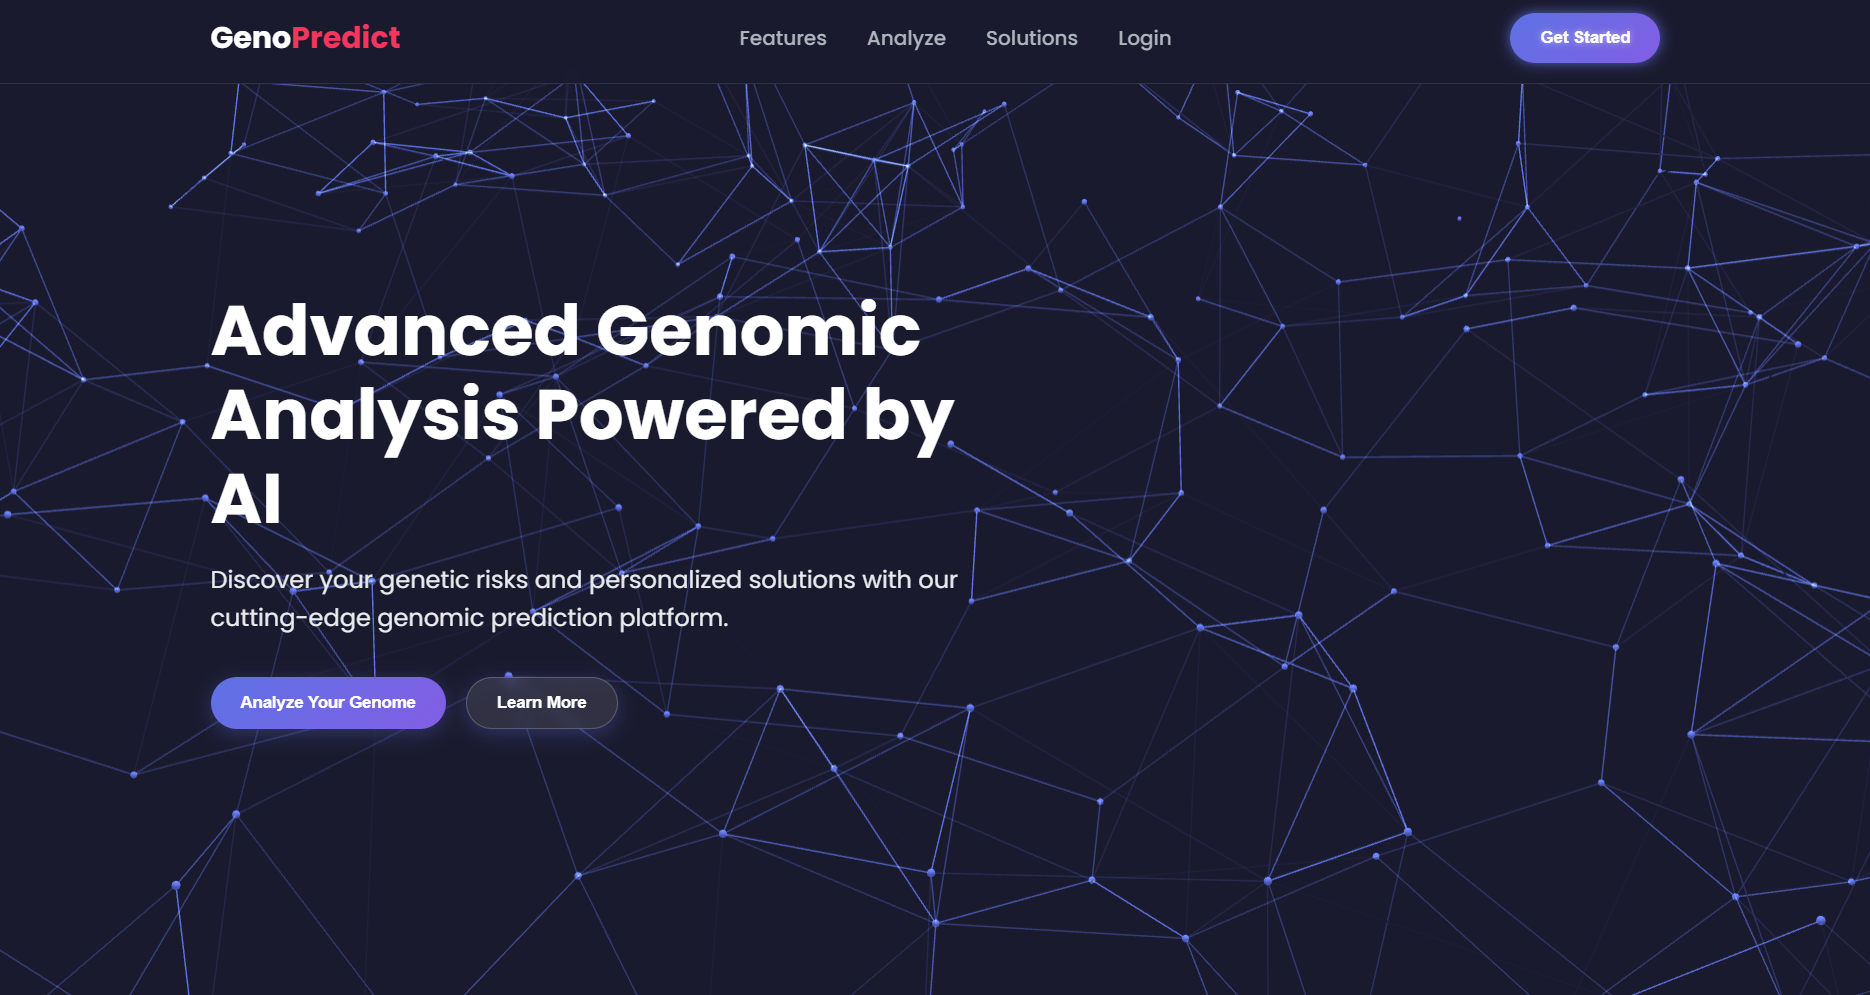 GenoPredict
Features
Analyze
Solutions
Login
Get Started
Advanced Genomic
Analysis Powered by
AI
Discover your genetic risks and personalized solutions with our
cutting-edge genomic prediction platform.
Analyze Your Genome
Learn More